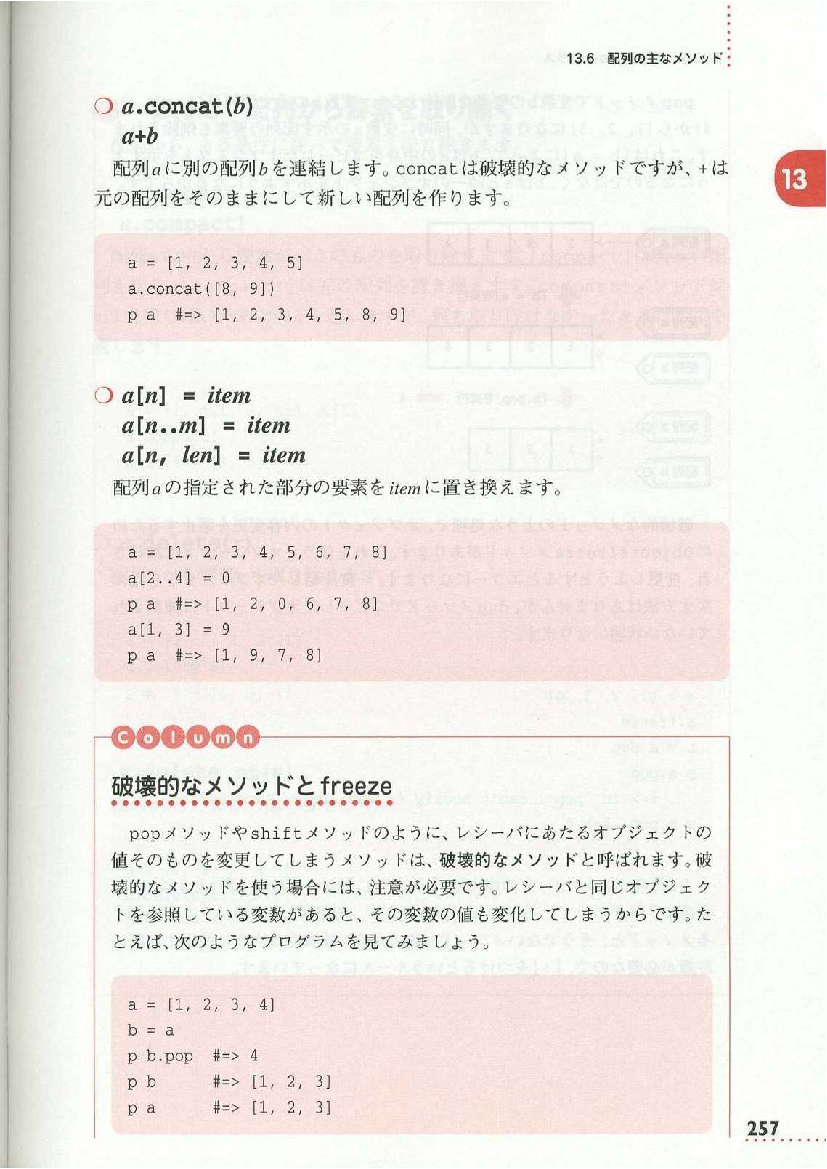 13.6 配列の主なメソッド
13
○ a.concat(b)
a+b
配列aに別の配列bを連結します。concatは破壊的なメソッドですが、+は
元の配列をそのままにして新しい配列を作ります。
a = [1, 2, 3, 4, 5]
a.concat([8, 9])
p a #=> [1, 2, 3, 4, 5, 8, 9]
○ a[n] = item
a[n..m] = item
a[n, len] = item
配列aの指定された部分の要素をitemに置き換えます。
a = [1, 2, 3, 4, 5, 6, 7, 8]
a[2..4] = 0
p a #=> [1, 2, 0, 6, 7, 8]
a[1, 3] = 9
p a #=> [1, 9, 7, 8]
Column
破壊的なメソッドとfreeze
popメソッドやshiftメソッドのように、レシーバにあたるオブジェクトの
値そのものを変更してしまうメソッドは、破壊的なメソッドと呼ばれます。破
壊的なメソッドを使う場合には、注意が必要です。レシーバと同じオブジェク
トを参照している変数があると、その変数の値も変化してしまうからです。た
とえば、次のようなプログラムを見てみましょう。
a = [1, 2, 3, 4]
b = a
p b.pop #=> 4
p b #=> [1, 2, 3]
p a #=> [1, 2, 3]
257